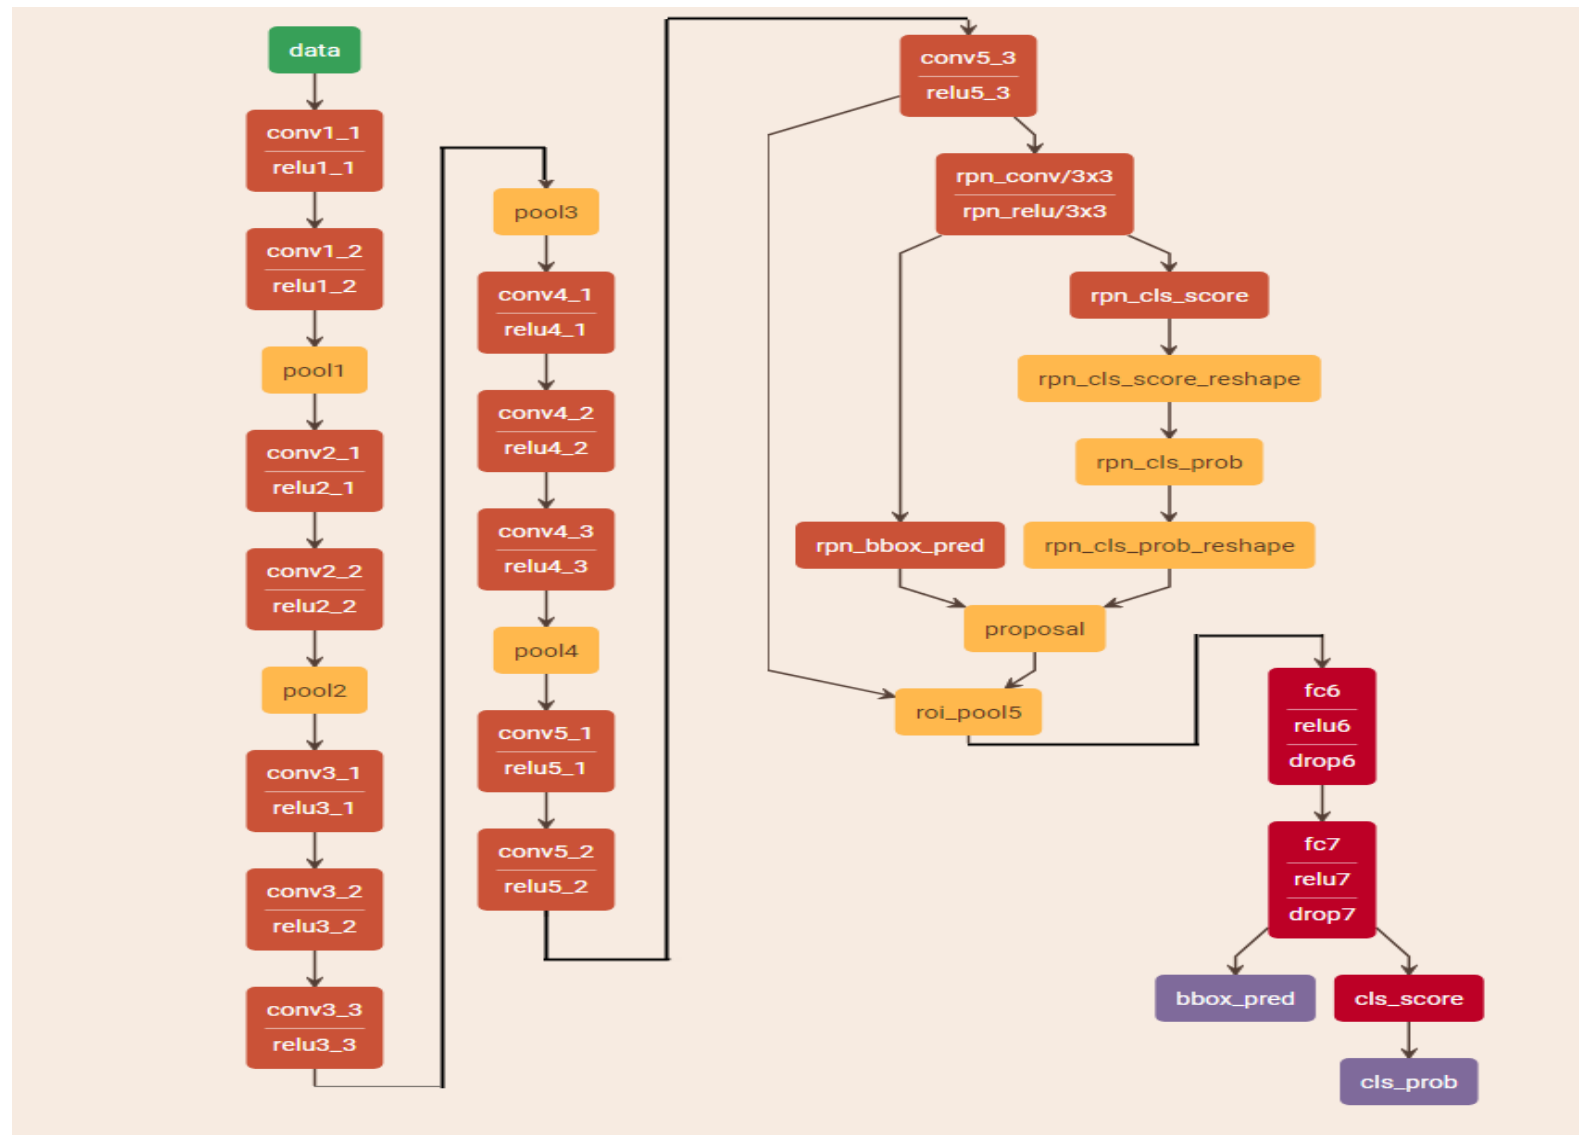 data
conv1_1
relu1_1
conv1_2
relu1_2
pool1
conv2_1
relu2_1
conv2_2
relu2_2
pool2
conv3_1
relu3_1
conv3_2
relu3_2
conv3_3
relu3_3
pool3
conv4_1
relu4_1
conv4_2
relu4_2
conv4_3
relu4_3
pool4
conv5_1
relu5_1
conv5_2
relu5_2
conv5_3
relu5_3
rpn_conv/3x3
rpn_relu/3x3
rpn_cls_score
rpn_cls_score_reshape
rpn_cls_prob
rpn_bbox_pred
rpn_cls_prob_reshape
proposal
roi_pool5
fc6
relu6
drop6
fc7
relu7
drop7
bbox_pred
cls_score
cls_prob